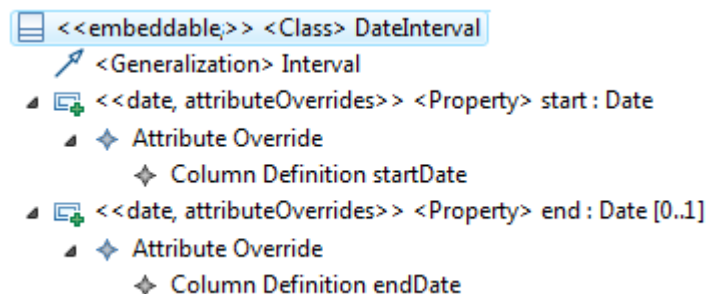 <<embeddable;>> <Class> DateInterval
<Generalization> Interval
<<date, attributeOverrides>> <Property> start : Date
Attribute Override
Column Definition startDate
<<date, attributeOverrides>> <Property> end : Date [0..1]
Attribute Override
Column Definition endDate